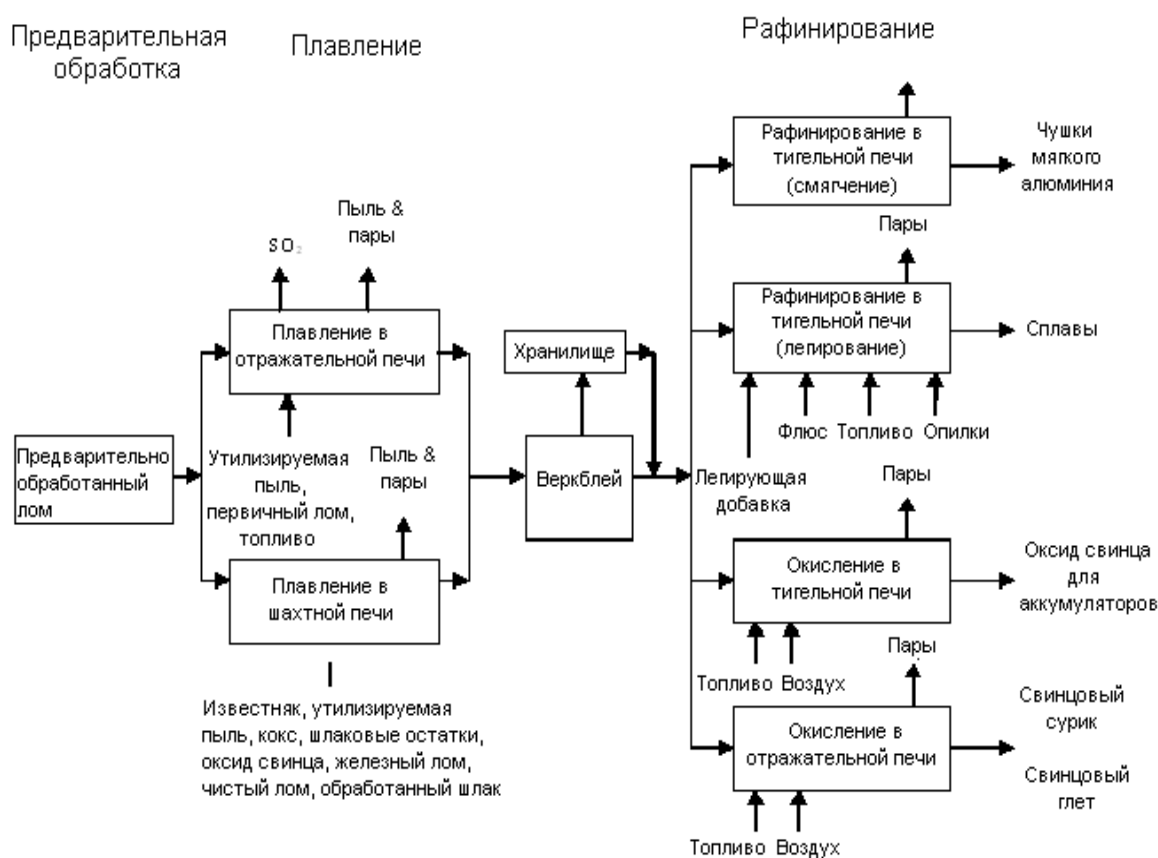 Предварительная
обработка
Плавление
Рафинирование
Рафинирование в
тигельной печи
(смягчение)
Чушки
мягкого
алюминия
SO₂
Пыль &
пары
Пары
Плавление в
отражательной печи
Хранилище
Рафинирование в
тигельной печи
(легирование)
Сплавы
Флюс Топливо Опилки
Легирующая
добавка
Предварительно
обработанный
лом
Утилизируемая
пыль,
первичный лом,
топливо
Пыль &
пары
Веркблей
Пары
Плавление в
шахтной печи
Окисление в
тигельной печи
Оксид свинца
для
аккумуляторов
Топливо Воздух
Пары
Известняк, утилизируемая
пыль, кокс, шлаковые остатки,
оксид свинца, железный лом,
чистый лом, обработанный шлак
Окисление в
отражательной печи
Свинцовый
сурик
Свинцовый
глет
Топливо Воздух